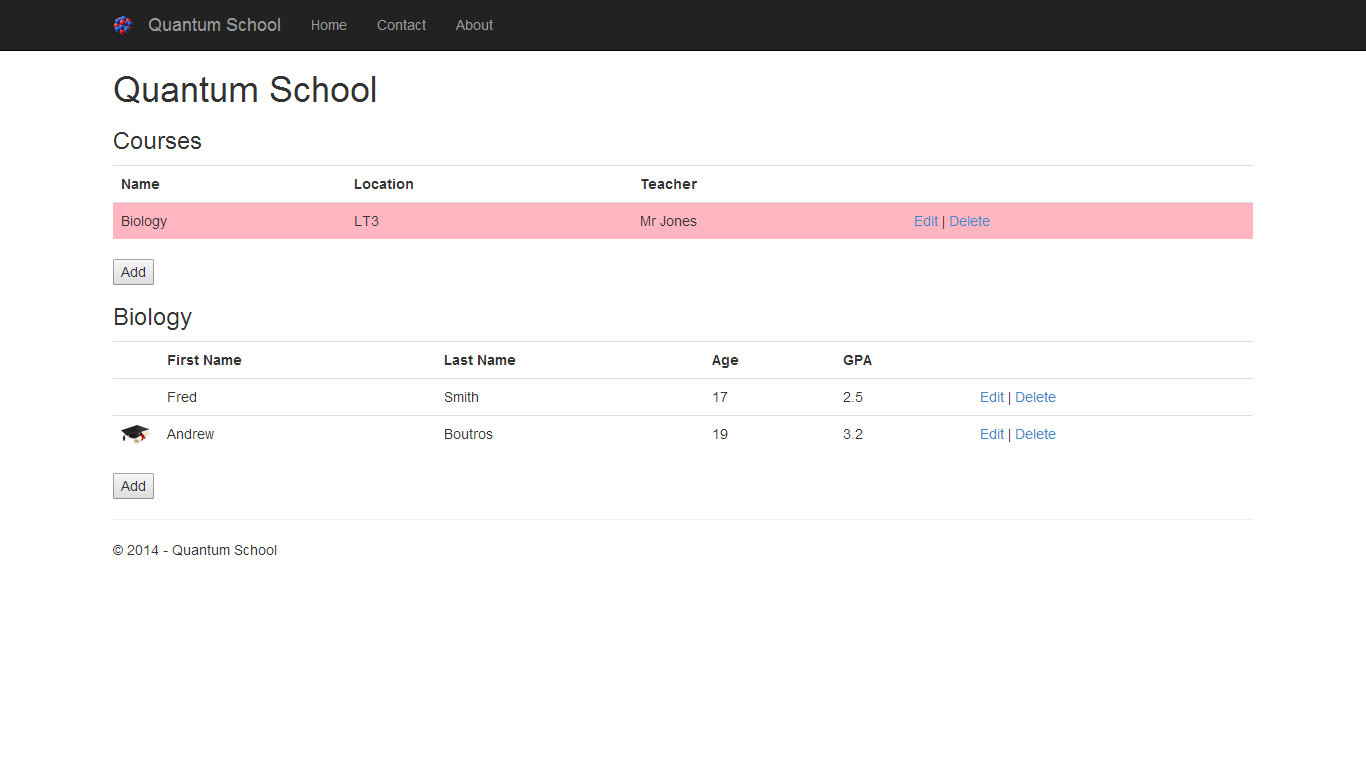 Quantum School Home Contact About
Quantum School
Courses
Name Location Teacher
Biology LT3 Mr Jones Edit | Delete
Add
Biology
First Name Last Name Age GPA
Fred Smith 17 2.5 Edit | Delete
Andrew Boutros 19 3.2 Edit | Delete
Add
© 2014 - Quantum School